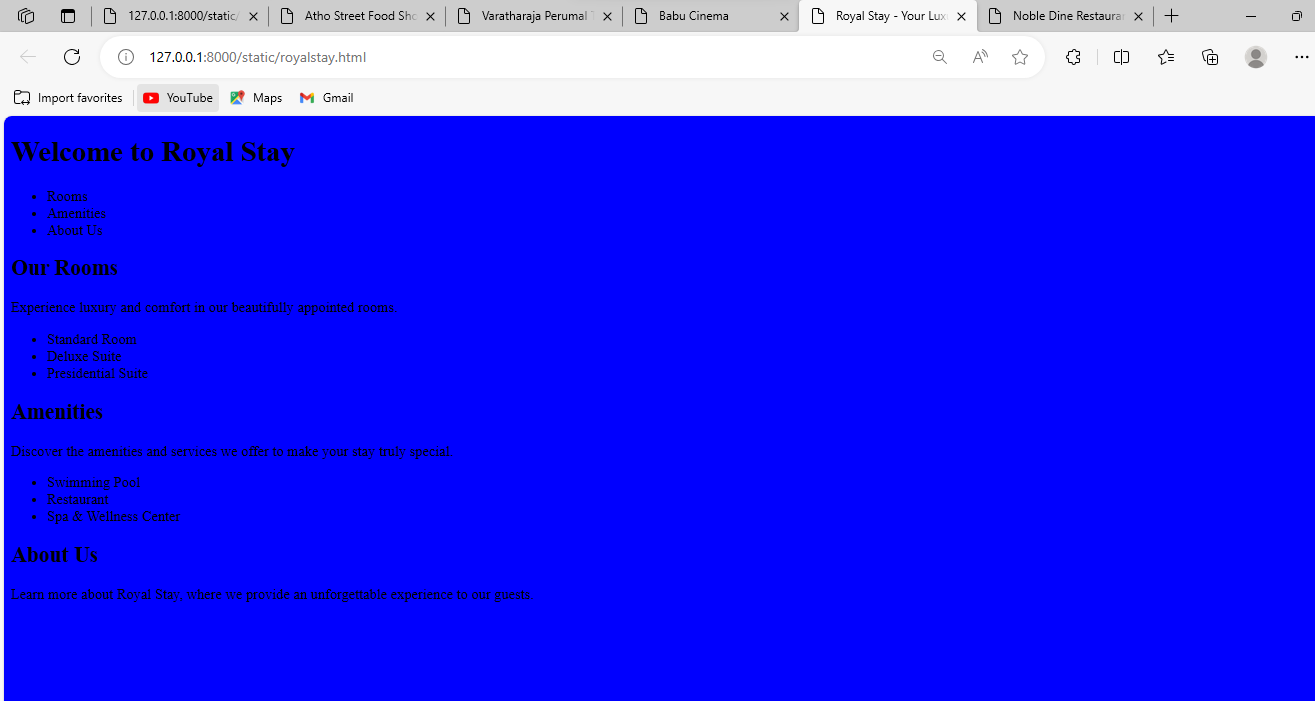 127.0.0.1:8000/static/
Atho Street Food Sho
Varatharaja Perumal T
Babu Cinema
Royal Stay - Your Lux
Noble Dine Restaurar
127.0.0.1:8000/static/royalstay.html
Import favorites
YouTube
Maps
Gmail
Welcome to Royal Stay
Rooms
Amenities
About Us
Our Rooms
Experience luxury and comfort in our beautifully appointed rooms.
Standard Room
Deluxe Suite
Presidential Suite
Amenities
Discover the amenities and services we offer to make your stay truly special.
Swimming Pool
Restaurant
Spa & Wellness Center
About Us
Learn more about Royal Stay, where we provide an unforgettable experience to our guests.